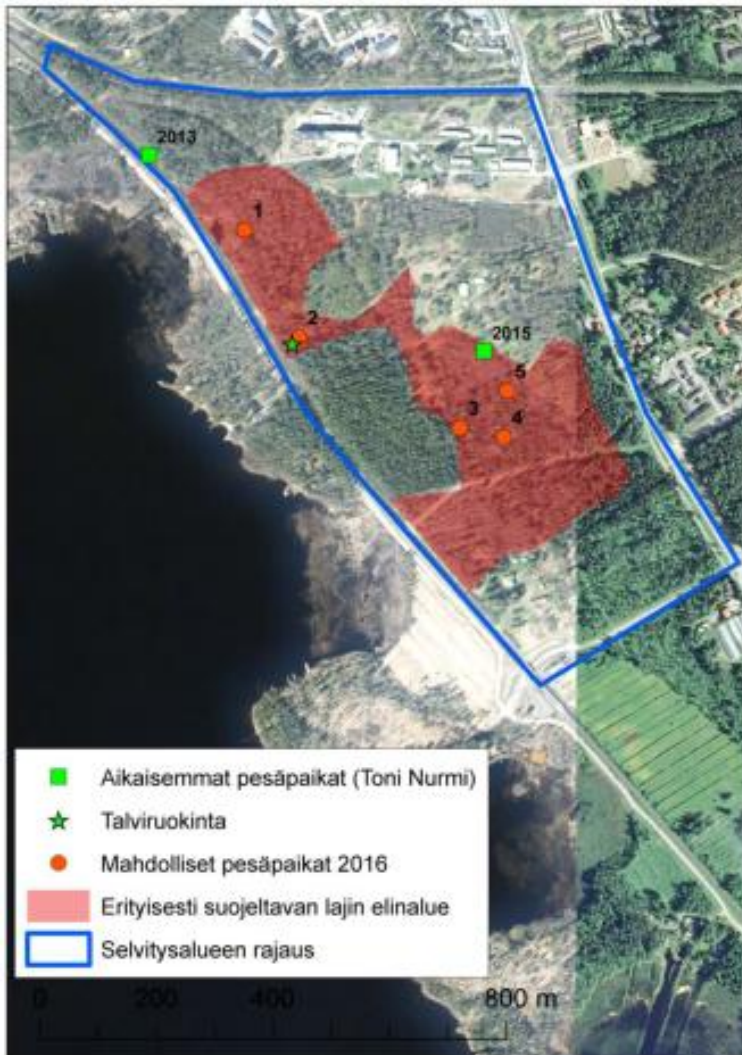 2013
1
2
2015
5
3
4
Aikaisemmat pesäpaikat (Toni Nurmi)
Talviruokinta
Mahdolliset pesäpaikat 2016
Erityisesti suojeltavan lajin elinalue
Selvitysalueen rajaus
0 200 400 800 m